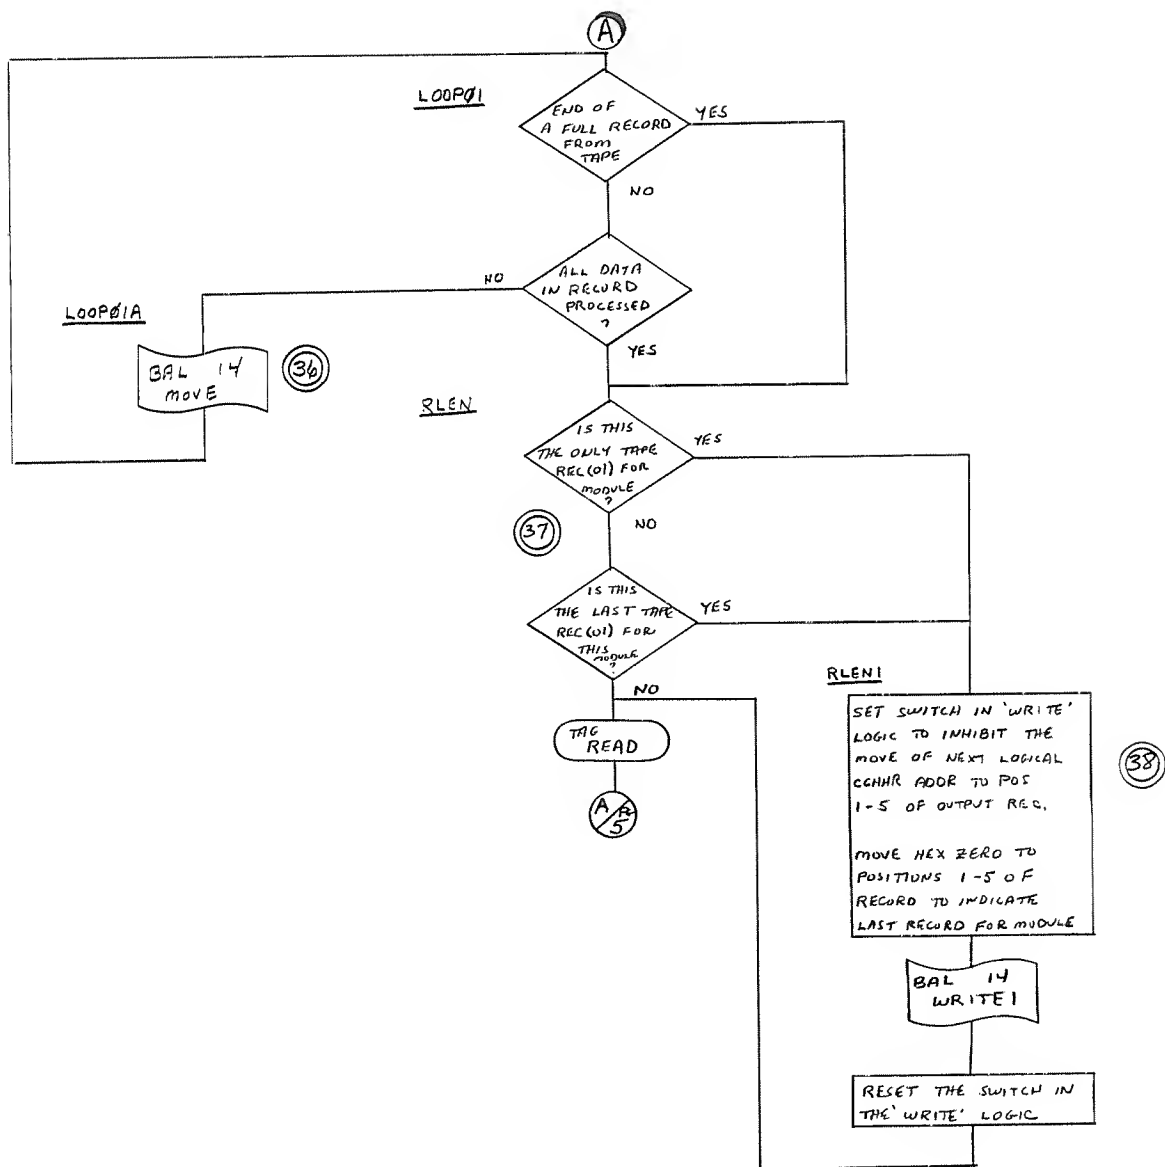 A
LOOPØ1
END OF
A FULL RECORD
FROM
TAPE
YES
NO
ALL DATA
IN RECORD
PROCESSED
?
NO
YES
LOOPØ1A
BAL 14
MOVE
36
RLEN
IS THIS
THE ONLY TAPE
REC(01) FOR
MODULE
?
YES
NO
37
IS THIS
THE LAST TAPE
REC(01) FOR
THIS
MODULE
?
YES
NO
TAG
READ
A
5
RLEN1
SET SWITCH IN 'WRITE'
LOGIC TO INHIBIT THE
MOVE OF NEXT LOGICAL
CCHHR ADDR TO POS
1-5 OF OUTPUT REC.
MOVE HEX ZERO TO
POSITIONS 1-5 OF
RECORD TO INDICATE
LAST RECORD FOR MODULE
38
BAL 14
WRITE1
RESET THE SWITCH IN
THE 'WRITE' LOGIC